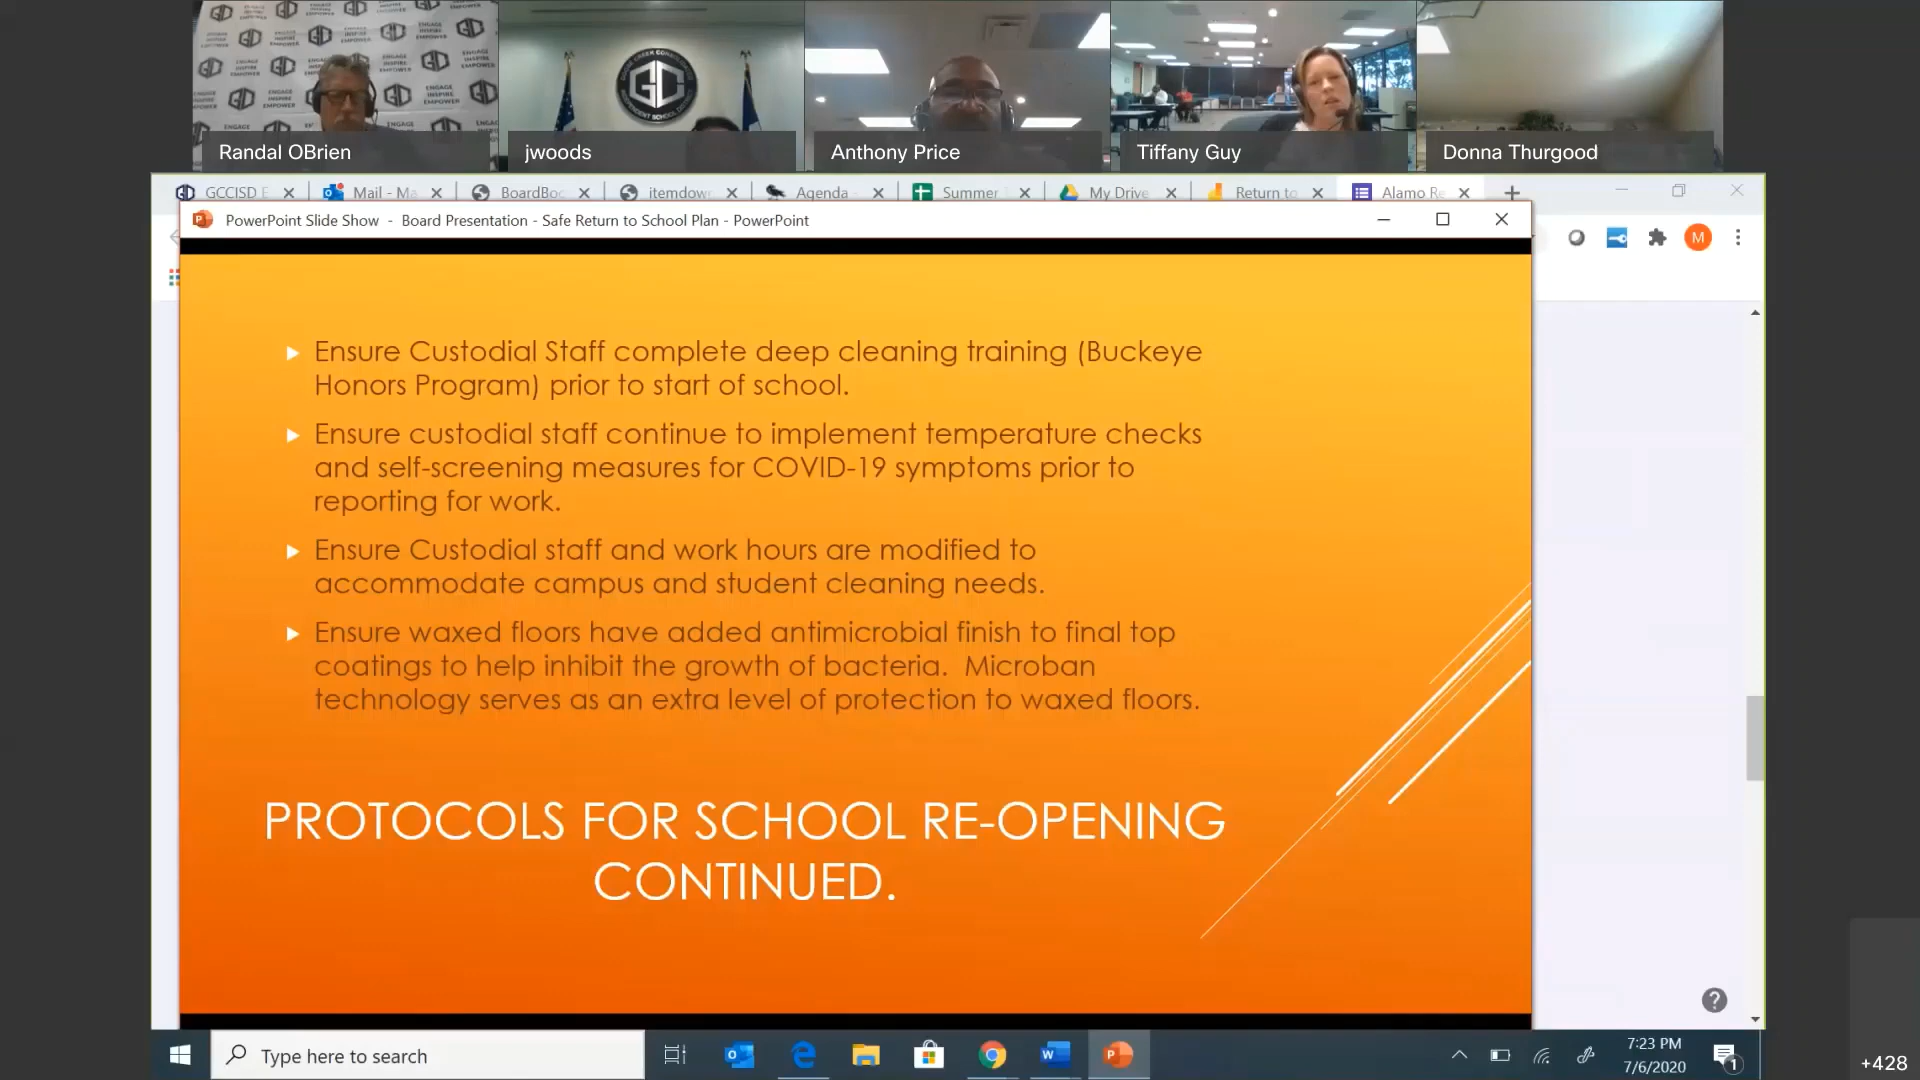 ENGAGE
INSPIRE
EMPOWER
Randal OBrien
jwoods
Anthony Price
Tiffany Guy
Donna Thurgood
GCCISD E
Mail - Ma
BoardBoo
itemdow
Agenda
Summer
My Drive
Return to
Alamo Re
PowerPoint Slide Show - Board Presentation - Safe Return to School Plan - PowerPoint
M
Ensure Custodial Staff complete deep cleaning training (Buckeye
Honors Program) prior to start of school.
Ensure custodial staff continue to implement temperature checks
and self-screening measures for COVID-19 symptoms prior to
reporting for work.
Ensure Custodial staff and work hours are modified to
accommodate campus and student cleaning needs.
Ensure waxed floors have added antimicrobial finish to final top
coatings to help inhibit the growth of bacteria. Microban
technology serves as an extra level of protection to waxed floors.
PROTOCOLS FOR SCHOOL RE-OPENING
CONTINUED.
Type here to search
7:23 PM
7/6/2020
1
+428